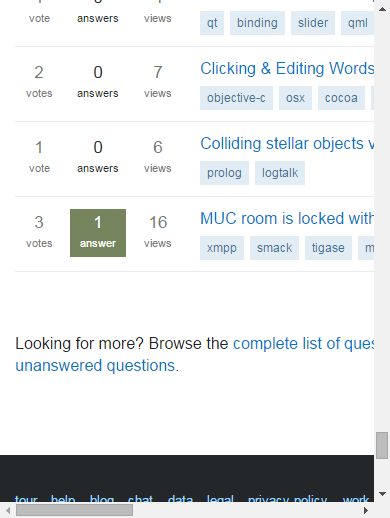 vote answers views
qt binding slider qml
2 0 7 Clicking & Editing Words
votes answers views
objective-c osx cocoa
1 0 6 Colliding stellar objects
vote answers views
prolog logtalk
3 1 16 MUC room is locked with
votes answer views
xmpp smack tigase
Looking for more? Browse the complete list of
unanswered questions.
tour help blog chat data legal privacy policy work